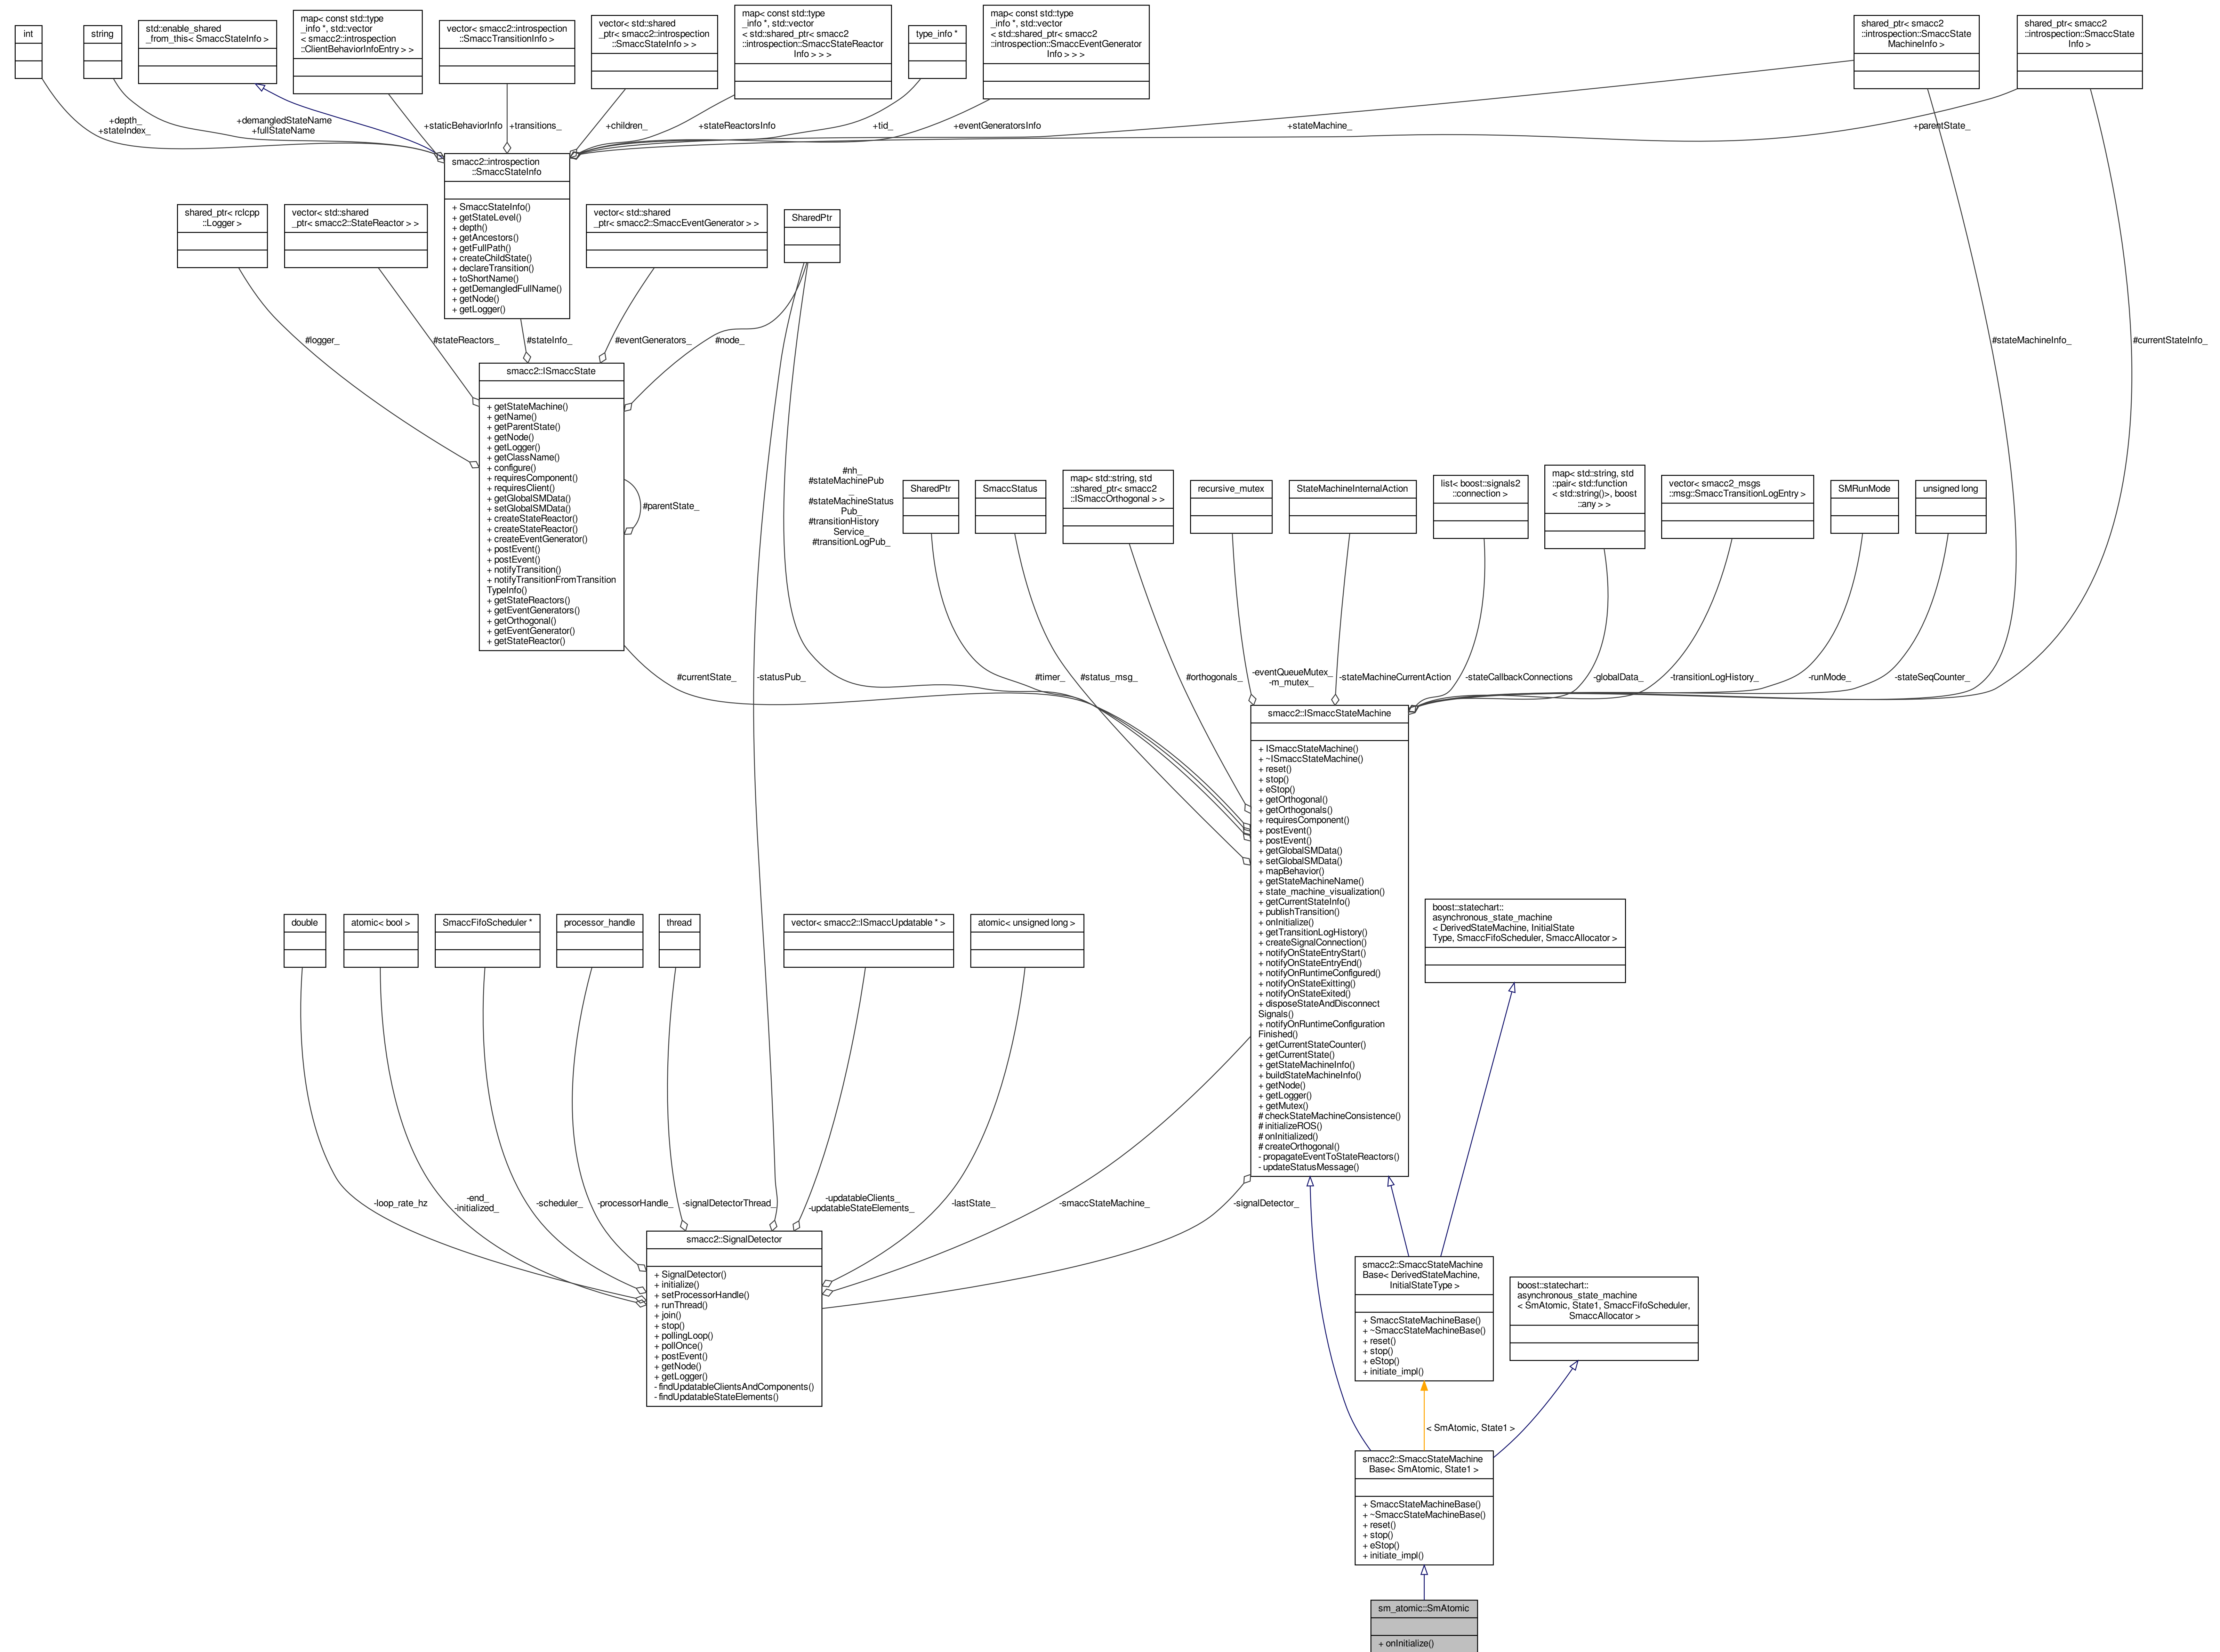 int
string
std::enable_shared
_from_this< SmaccStateInfo >
map< const std::type
_info *, std::vector
< smacc2::introspection
::ClientBehaviorInfoEntry > >
vector< smacc2::introspection
::SmaccTransitionInfo >
vector< std::shared
_ptr< smacc2::introspection
::SmaccStateInfo > >
map< const std::type
_info *, std::vector
< std::shared_ptr< smacc2
::introspection::SmaccStateReactor
Info > > >
type_info *
map< const std::type
_info *, std::vector
< std::shared_ptr< smacc2
::introspection::SmaccEventGenerator
Info > > >
shared_ptr< smacc2
::introspection::SmaccState
MachineInfo >
shared_ptr< smacc2
::introspection::SmaccState
Info >
+depth_
+stateIndex_
+demangledStateName
+fullStateName
+staticBehaviorInfo
+transitions_
+children_
+stateReactorsInfo
+tid_
+eventGeneratorsInfo
+stateMachine_
+parentState_
smacc2::introspection
::SmaccStateInfo
+ SmaccStateInfo()
+ getStateLevel()
+ depth()
+ getAncestors()
+ getFullPath()
+ createChildState()
+ declareTransition()
+ toShortName()
+ getDemangledFullName()
+ getNode()
+ getLogger()
shared_ptr< rclcpp
::Logger >
vector< std::shared
_ptr< smacc2::StateReactor > >
vector< std::shared
_ptr< smacc2::SmaccEventGenerator > >
SharedPtr
#logger_
#stateReactors_
#stateInfo_
#eventGenerators_
#node_
#stateMachineInfo_
#currentStateInfo_
smacc2::ISmaccState
+ getStateMachine()
+ getName()
+ getParentState()
+ getNode()
+ getLogger()
+ getClassName()
+ configure()
+ requiresComponent()
+ requiresClient()
+ getGlobalSMData()
+ setGlobalSMData()
+ createStateReactor()
+ createStateReactor()
+ createEventGenerator()
+ postEvent()
+ postEvent()
+ notifyTransition()
+ notifyTransitionFromTransition
TypeInfo()
+ getStateReactors()
+ getEventGenerators()
+ getOrthogonal()
+ getEventGenerator()
+ getStateReactor()
#parentState_
#nh_
#stateMachinePub
_
#stateMachineStatus
Pub_
#transitionHistory
Service_
#transitionLogPub_
SharedPtr
SmaccStatus
map< std::string, std
::shared_ptr< smacc2
::ISmaccOrthogonal > >
recursive_mutex
StateMachineInternalAction
list< boost::signals2
::connection >
map< std::string, std
::pair< std::function
< std::string()>, boost
::any > >
vector< smacc2_msgs
::msg::SmaccTransitionLogEntry >
SMRunMode
unsigned long
#currentState_
-statusPub_
#timer_
#status_msg_
#orthogonals_
-eventQueueMutex_
-m_mutex_
-stateMachineCurrentAction
-stateCallbackConnections
-globalData_
-transitionLogHistory_
-runMode_
-stateSeqCounter_
smacc2::ISmaccStateMachine
+ ISmaccStateMachine()
+ ~ISmaccStateMachine()
+ reset()
+ stop()
+ eStop()
+ getOrthogonal()
+ getOrthogonals()
+ requiresComponent()
+ postEvent()
+ postEvent()
+ getGlobalSMData()
+ setGlobalSMData()
+ mapBehavior()
+ getStateMachineName()
+ state_machine_visualization()
+ getCurrentStateInfo()
+ publishTransition()
+ onInitialize()
+ getTransitionLogHistory()
+ createSignalConnection()
+ notifyOnStateEntryStart()
+ notifyOnStateEntryEnd()
+ notifyOnRuntimeConfigured()
+ notifyOnStateExitting()
+ notifyOnStateExited()
+ disposeStateAndDisconnect
Signals()
+ notifyOnRuntimeConfiguration
Finished()
+ getCurrentStateCounter()
+ getCurrentState()
+ getStateMachineInfo()
+ buildStateMachineInfo()
+ getNode()
+ getLogger()
+ getMutex()
# checkStateMachineConsistence()
# initializeROS()
# onInitialized()
# createOrthogonal()
- propagateEventToStateReactors()
- updateStatusMessage()
double
atomic< bool >
SmaccFifoScheduler *
processor_handle
thread
vector< smacc2::ISmaccUpdatable * >
atomic< unsigned long >
boost::statechart::
asynchronous_state_machine
< DerivedStateMachine, InitialState
Type, SmaccFifoScheduler, SmaccAllocator >
-loop_rate_hz
-end_
-initialized_
-scheduler_
-processorHandle_
-signalDetectorThread_
-updatableClients_
-updatableStateElements_
-lastState_
-smaccStateMachine_
-signalDetector_
smacc2::SignalDetector
+ SignalDetector()
+ initialize()
+ setProcessorHandle()
+ runThread()
+ join()
+ stop()
+ pollingLoop()
+ pollOnce()
+ postEvent()
+ getNode()
+ getLogger()
- findUpdatableClientsAndComponents()
- findUpdatableStateElements()
smacc2::SmaccStateMachine
Base< DerivedStateMachine,
InitialStateType >
+ SmaccStateMachineBase()
+ ~SmaccStateMachineBase()
+ reset()
+ stop()
+ eStop()
+ initiate_impl()
boost::statechart::
asynchronous_state_machine
< SmAtomic, State1, SmaccFifoScheduler,
SmaccAllocator >
< SmAtomic, State1 >
smacc2::SmaccStateMachine
Base< SmAtomic, State1 >
+ SmaccStateMachineBase()
+ ~SmaccStateMachineBase()
+ reset()
+ stop()
+ eStop()
+ initiate_impl()
sm_atomic::SmAtomic
+ onInitialize()